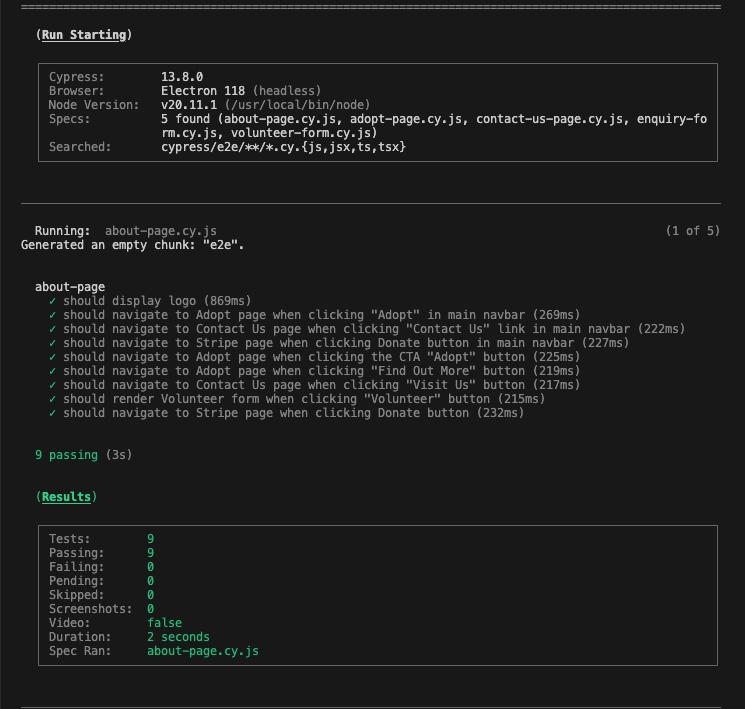 (Run Starting)
Cypress: 13.8.0
Browser: Electron 118 (headless)
Node Version: v20.11.1 (/usr/local/bin/node)
Specs: 5 found (about-page.cy.js, adopt-page.cy.js, contact-us-page.cy.js, enquiry-fo
rm.cy.js, volunteer-form.cy.js)
Searched: cypress/e2e/**/*.cy.{js,jsx,ts,tsx}
Running: about-page.cy.js (1 of 5)
Generated an empty chunk: "e2e".
about-page
✓ should display logo (869ms)
✓ should navigate to Adopt page when clicking "Adopt" in main navbar (269ms)
✓ should navigate to Contact Us page when clicking "Contact Us" link in main navbar (222ms)
✓ should navigate to Stripe page when clicking Donate button in main navbar (227ms)
✓ should navigate to Adopt page when clicking the CTA "Adopt" button (225ms)
✓ should navigate to Adopt page when clicking "Find Out More" button (219ms)
✓ should navigate to Contact Us page when clicking "Visit Us" button (217ms)
✓ should render Volunteer form when clicking "Volunteer" button (215ms)
✓ should navigate to Stripe page when clicking Donate button (232ms)
9 passing (3s)
(Results)
Tests: 9
Passing: 9
Failing: 0
Pending: 0
Skipped: 0
Screenshots: 0
Video: false
Duration: 2 seconds
Spec Ran: about-page.cy.js